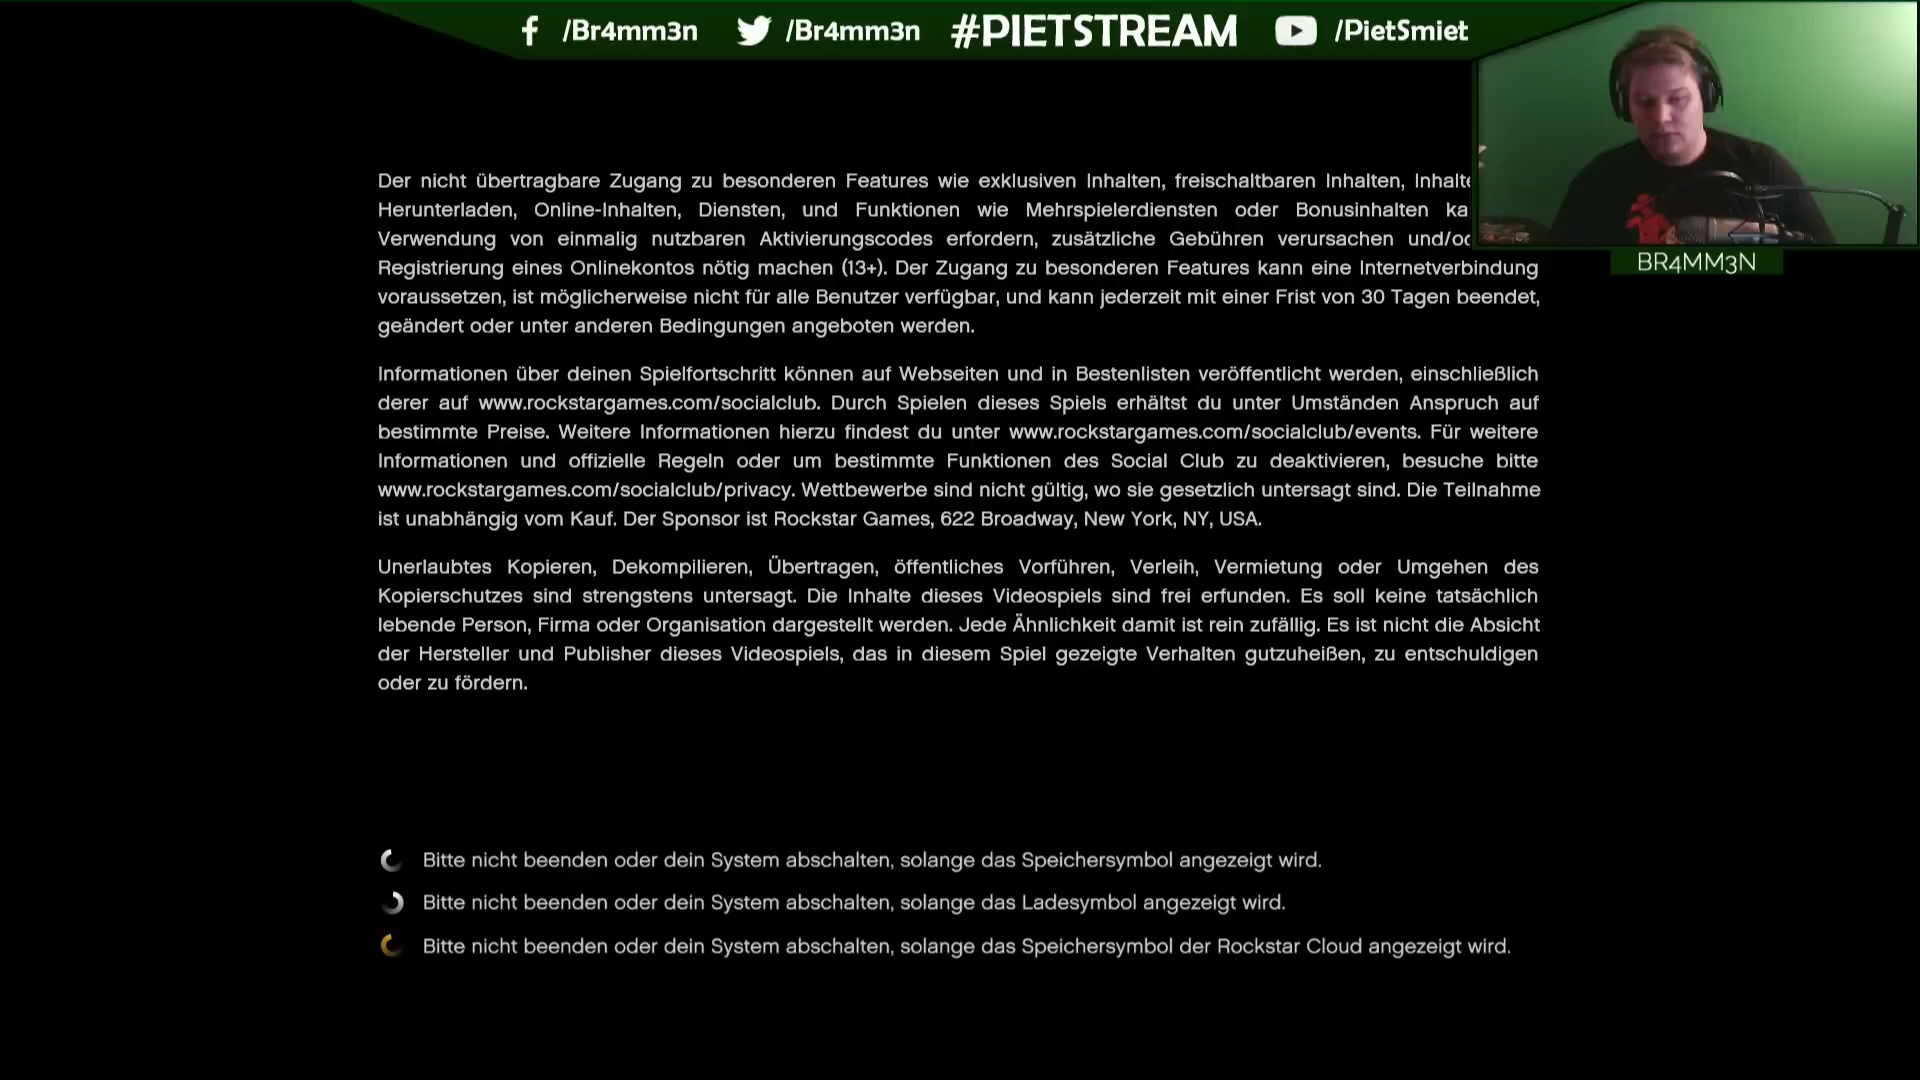 /Br4mm3n /Br4mm3n #PIETSTREAM /PietSmiet
BR4MM3N
Der nicht übertragbare Zugang zu besonderen Features wie exklusiven Inhalten, freischaltbaren Inhalten,
Herunterladen, Online-Inhalten, Diensten, und Funktionen wie Mehrspielerdiensten oder Bonusinhalten
Verwendung von einmalig nutzbaren Aktivierungscodes erfordern, zusätzliche Gebühren verursachen
Registrierung eines Onlinekontos nötig machen (13+). Der Zugang zu besonderen Features kann eine Internetverbindung
voraussetzen, ist möglicherweise nicht für alle Benutzer verfügbar, und kann jederzeit mit einer Frist von 30 Tagen beendet,
geändert oder unter anderen Bedingungen angeboten werden.
Informationen über deinen Spielfortschritt können auf Webseiten und in Bestenlisten veröffentlicht werden, einschließlich
derer auf www.rockstargames.com/socialclub. Durch Spielen dieses Spiels erhältst du unter Umständen Anspruch auf
bestimmte Preise. Weitere Informationen hierzu findest du unter www.rockstargames.com/socialclub/events. Für weitere
Informationen und offizielle Regeln oder um bestimmte Funktionen des Social Club zu deaktivieren, besuche bitte
www.rockstargames.com/socialclub/privacy. Wettbewerbe sind nicht gültig, wo sie gesetzlich untersagt sind. Die Teilnahme
ist unabhängig vom Kauf. Der Sponsor ist Rockstar Games, 622 Broadway, New York, NY, USA.
Unerlaubtes Kopieren, Dekompilieren, Übertragen, öffentliches Vorführen, Verleih, Vermietung oder Umgehen des
Kopierschutzes sind strengstens untersagt. Die Inhalte dieses Videospiels sind frei erfunden. Es soll keine tatsächlich
lebende Person, Firma oder Organisation dargestellt werden. Jede Ähnlichkeit damit ist rein zufällig. Es ist nicht die Absicht
der Hersteller und Publisher dieses Videospiels, das in diesem Spiel gezeigte Verhalten gutzuheißen, zu entschuldigen
oder zu fördern.
Bitte nicht beenden oder dein System abschalten, solange das Speichersymbol angezeigt wird.
Bitte nicht beenden oder dein System abschalten, solange das Ladesymbol angezeigt wird.
Bitte nicht beenden oder dein System abschalten, solange das Speichersymbol der Rockstar Cloud angezeigt wird.